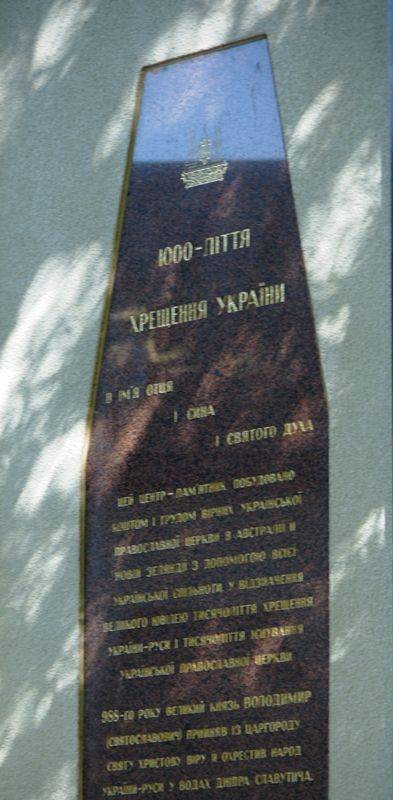 1000-ЛІТТЯ
ХРЕЩЕННЯ УКРАЇНИ
В ІМ'Я ОТЦЯ
І СИНА
І СВЯТОГО ДУХА
ЦЕЙ ЦЕНТР-ПАМ'ЯТНИК ПОБУДОВАНО
КОШТОМ І ТРУДОМ ВІРНИХ УКРАЇНСЬКОЇ
ПРАВОСЛАВНОЇ ЦЕРКВИ В АВСТРАЛІЇ Й
НОВІЙ ЗЕЛЯНДІЇ З ДОПОМОГОЮ ВСІЄЇ
УКРАЇНСЬКОЇ СПІЛЬНОТИ, У ВІДЗНАЧЕННЯ
ВЕЛИКОГО ЮВІЛЕЮ ТИСЯЧОЛІТТЯ ХРЕЩЕННЯ
УКРАЇНИ-РУСИ І ТИСЯЧОЛІТТЯ ІСНУВАННЯ
УКРАЇНСЬКОЇ ПРАВОСЛАВНОЇ ЦЕРКВИ
988-ГО РОКУ ВЕЛИКИЙ КНЯЗЬ ВОЛОДИМИР
(СВЯТОСЛАВОВИЧ) ПРИЙНЯВ ІЗ ЦАРГОРОДУ
СВЯТУ ХРИСТОВУ ВІРУ Й ОХРЕСТИВ НАРОД
УКРАЇНИ-РУСИ У ВОДАХ ДНІПРА СЛАВУТИЧА.